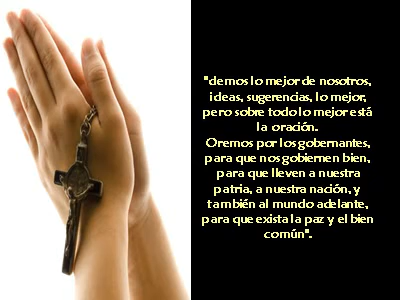 "demos lo mejor de nosotros,
ideas, sugerencias, lo mejor,
pero sobre todo lo mejor está
la oración.
Oremos por los gobernantes,
para que nos gobiernen bien,
para que lleven a nuestra
patria, a nuestra nación, y
también al mundo adelante,
para que exista la paz y el bien
común".